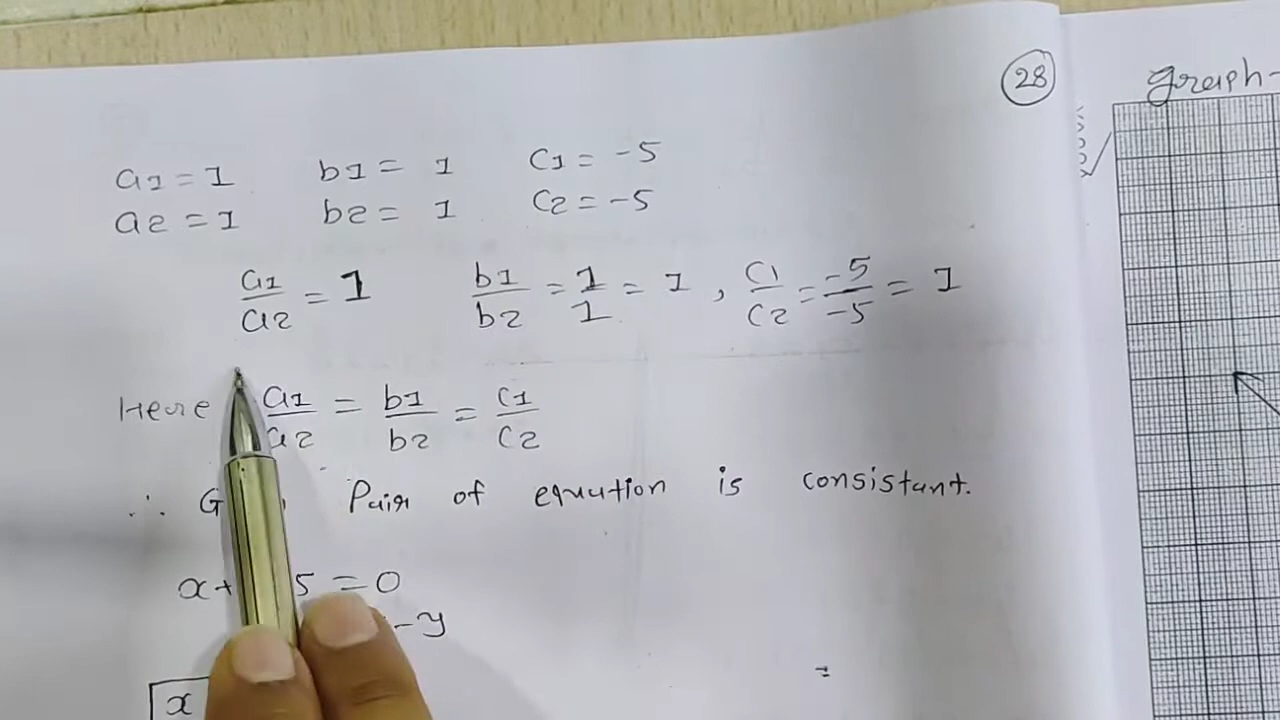 28
graph-
a1 = 1 b1 = 1 c1 = -5
a2 = 1 b2 = 1 c2 = -5
a1/a2 = 1 b1/b2 = 1/1 = 1 , c1/c2 = -5/-5 = 1
Here a1/a2 = b1/b2 = c1/c2
∴ G Pair of equation is consistant.
x+ 5 = 0
-y
x
=